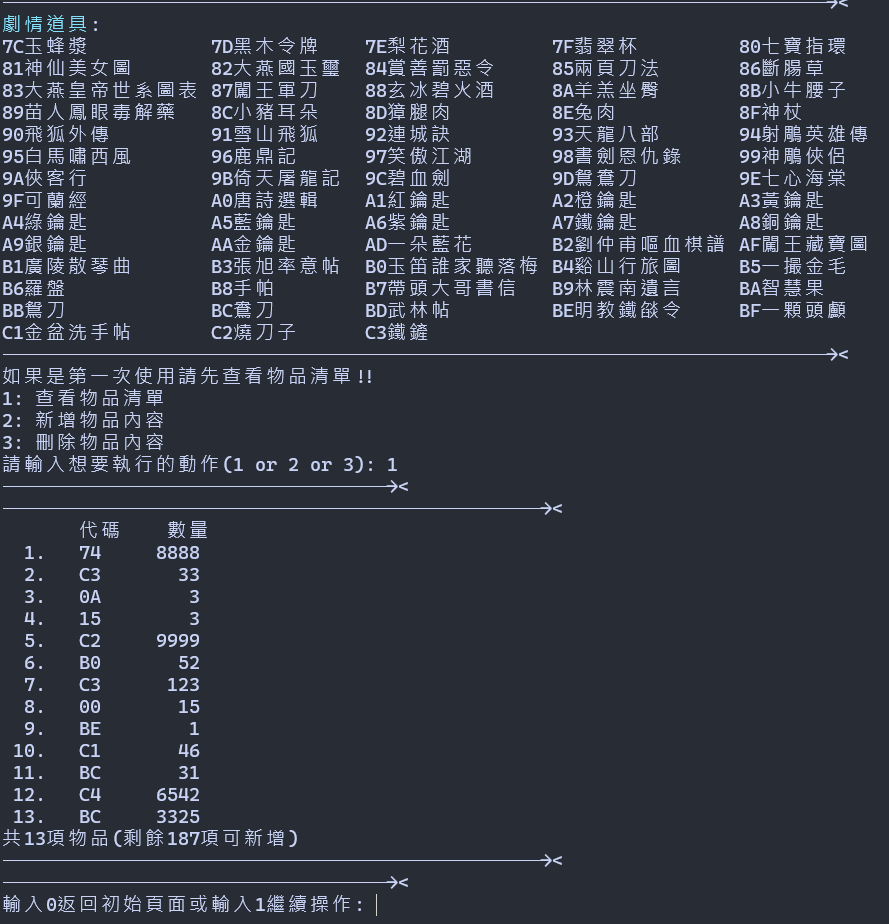 劇情道具:
7C玉蜂漿 7D黑木令牌 7E梨花酒 7F翡翠杯 80七寶指環
81神仙美女圖 82大燕國玉璽 84賞善罰惡令 85兩頁刀法 86斷腸草
83大燕皇帝世系圖表 87闖王軍刀 88玄冰碧火酒 8A羊羔坐臀 8B小牛腰子
89苗人鳳眼毒解藥 8C小豬耳朵 8D獐腿肉 8E兔肉 8F神杖
90飛狐外傳 91雪山飛狐 92連城訣 93天龍八部 94射鵰英雄傳
95白馬嘯西風 96鹿鼎記 97笑傲江湖 98書劍恩仇錄 99神鵰俠侶
9A俠客行 9B倚天屠龍記 9C碧血劍 9D鴛鴦刀 9E七心海棠
9F可蘭經 A0唐詩選輯 A1紅鑰匙 A2橙鑰匙 A3黃鑰匙
A4綠鑰匙 A5藍鑰匙 A6紫鑰匙 A7鐵鑰匙 A8銅鑰匙
A9銀鑰匙 AA金鑰匙 AD一朵藍花 B2劉仲甫嘔血棋譜 AF闖王藏寶圖
B1廣陵散琴曲 B3張旭率意帖 B0玉笛誰家聽落梅 B4谿山行旅圖 B5一撮金毛
B6羅盤 B8手帕 B7帶頭大哥書信 B9林震南遺言 BA智慧果
BB鴛刀 BC鴦刀 BD武林帖 BE明教鐵燄令 BF一顆頭顱
C1金盆洗手帖 C2燒刀子 C3鐵鏟
如果是第一次使用請先查看物品清單!!
1: 查看物品清單
2: 新增物品內容
3: 刪除物品內容
請輸入想要執行的動作(1 or 2 or 3): 1
代碼 數量
1. 74 8888
2. C3 33
3. 0A 3
4. 15 3
5. C2 9999
6. B0 52
7. C3 123
8. 00 15
9. BE 1
10. C1 46
11. BC 31
12. C4 6542
13. BC 3325
共13項物品(剩餘187項可新增)
輸入0返回初始頁面或輸入1繼續操作: